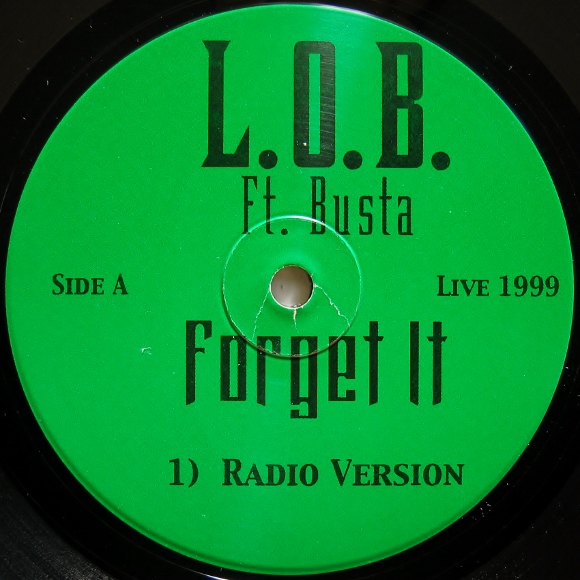 L.O.B.
Ft. Busta
Side A
Live 1999
Forget It
1) Radio Version